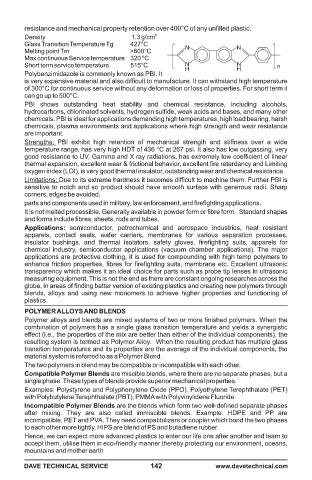 resistance and mechanical property retention over 400°C of any unfilled plastic.
Density 1.3 g/cm³
Glass Transition Temperature Tg 427°C
Melting point Tm >600°C
Max continuous Service temperature 320 °C
Short term service temperature 515°C
N
N
N
H
N
H
n
Polybenzimidazole is commonly known as PBI. It
is very expensive material and also difficult to manufacture. It can withstand high temperature
of 300°C for continuous service without any deformation or loss of properties. For short term it
can go up to 500°C.
PBI shows outstanding heat stability and chemical resistance, including alcohols,
hydrocarbons, chlorinated solvents, hydrogen sulfide, weak acids and bases, and many other
chemicals. PBI is ideal for applications demanding high temperatures, high load bearing, harsh
chemicals, plasma environments and applications where high strength and wear resistance
are important.
Strengths: PBI exhibit high retention of mechanical strength and stiffness over a wide
temperature range, has very high HDT of 436 °C at 267 psi. It also has low outgassing, very
good resistance to UV, Gamma and X ray radiations, has extremely low coefficient of linear
thermal expansion, excellent wear & frictional behavior, excellent fire retardancy and Limiting
oxygen index (LOI), is very good thermal insulator, outstanding wear and chemical resistance.
Limitations: Due to its extreme hardness it becomes difficult to machine them. Further PBI is
sensitive to notch and so product should have smooth surface with generous radii. Sharp
corners, edges be avoided.
parts and components used in military, law enforcement, and firefighting applications.
It is not melted processible. Generally available in powder form or fibre form. Standard shapes
and forms include fibres, sheets, rods and tubes.
Applications: semiconductor, petrochemical and aerospace industries, heat resistant
apparels, contact seals, wafer carriers, membranes for various separation processes,
insulator bushings, and thermal isolators. safety gloves, firefighting suits, apparels for
chemical industry, semiconductor applications (vacuum chamber applications). The major
applications are protective clothing, it is used for compounding with high temp polymers to
enhance friction properties, fibres for firefighting suits, membrane etc. Excellent ultrasonic
transparency which makes it an ideal choice for parts such as probe tip lenses in ultrasonic
measuring equipment. This is not the end as there are constant ongoing researches across the
globe, in areas of finding better version of existing plastics and creating new polymers through
blends, alloys and using new monomers to achieve higher properties and functioning of
plastics.
POLYMER ALLOYS AND BLENDS
Polymer alloys and blends are mixed systems of two or more finished polymers. When the
combination of polymers has a single glass transition temperature and yields a synergistic
effect (i.e., the properties of the mix are better than either of the individual components), the
resulting system is termed as Polymer Alloy. When the resulting product has multiple glass
transition temperatures and its properties are the average of the individual components, the
material system is referred to as a Polymer Blend.
The two polymers in blend may be compatible or incompatible with each other.
Compatible Polymer Blends are miscible blends, where there are no separate phases, but a
single phase. These types of blends provide superior mechanical properties.
Examples: Polystyrene and Polyphenylene Oxide (PPO), Polyethylene Terephthalate (PET)
with Polybutylene Terephthalate (PBT), PMMA with Polyvinylidene Fluoride.
Incompatible Polymer Blends are the blends which form two well-defined separate phases
after mixing. They are also called immiscible blends. Example: HDPE and PP are
incompatible, PET and PVA. They need compatibilizers or coupler which bond the two phases
to each other more tightly. HIPS are blend of PS and butadiene rubber.
Hence, we can expect more advanced plastics to enter our life one after another and learn to
accept them, utilise them in eco-friendly manner thereby protecting our environment, oceans,
mountains and mother earth
DAVE TECHNICAL SERVICE 142 www.davetechnical.com